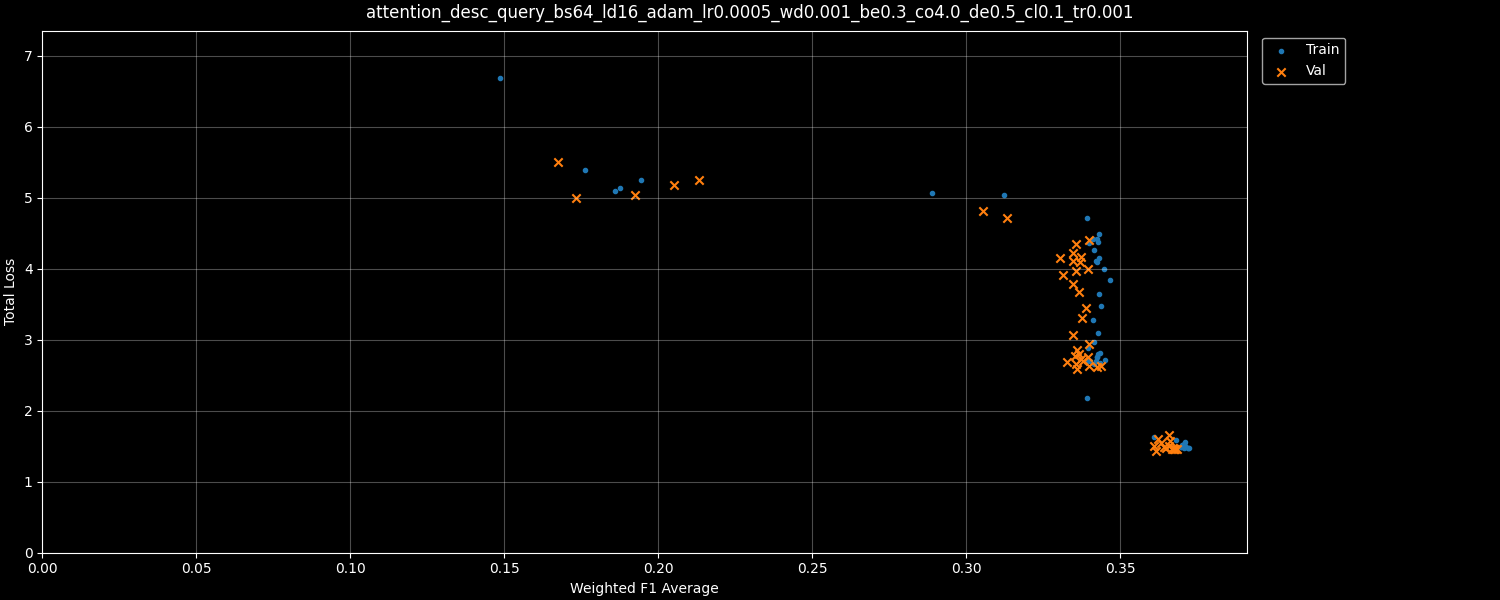 attention_desc_query_bs64_ld16_adam_lr0.0005_wd0.001_be0.3_co4.0_de0.5_cl0.1_tr0.001
Train
Val
7
6
5
4
3
2
1
0
Total Loss
0.00 0.05 0.10 0.15 0.20 0.25 0.30 0.35
Weighted F1 Average